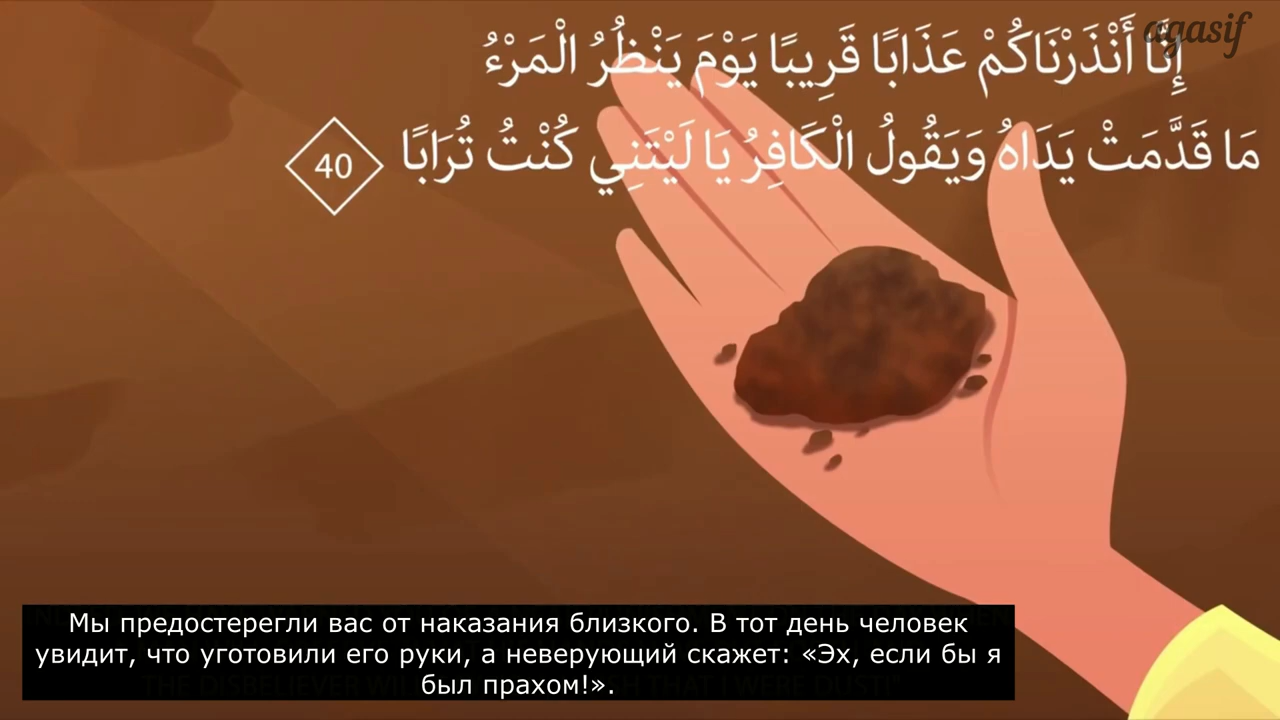 agasif
إِنَّا أَنْذَرْنَاكُمْ عَذَابًا قَرِيبًا يَوْمَ يَنْظُرُ الْمَرْءُ
مَا قَدَّمَتْ يَدَاهُ وَيَقُولُ الْكَافِرُ يَا لَيْتَنِي كُنْتُ تُرَابًا 40
Мы предостерегли вас от наказания близкого. В тот день человек
увидит, что уготовили его руки, а неверующий скажет: «Эх, если бы я
был прахом!».